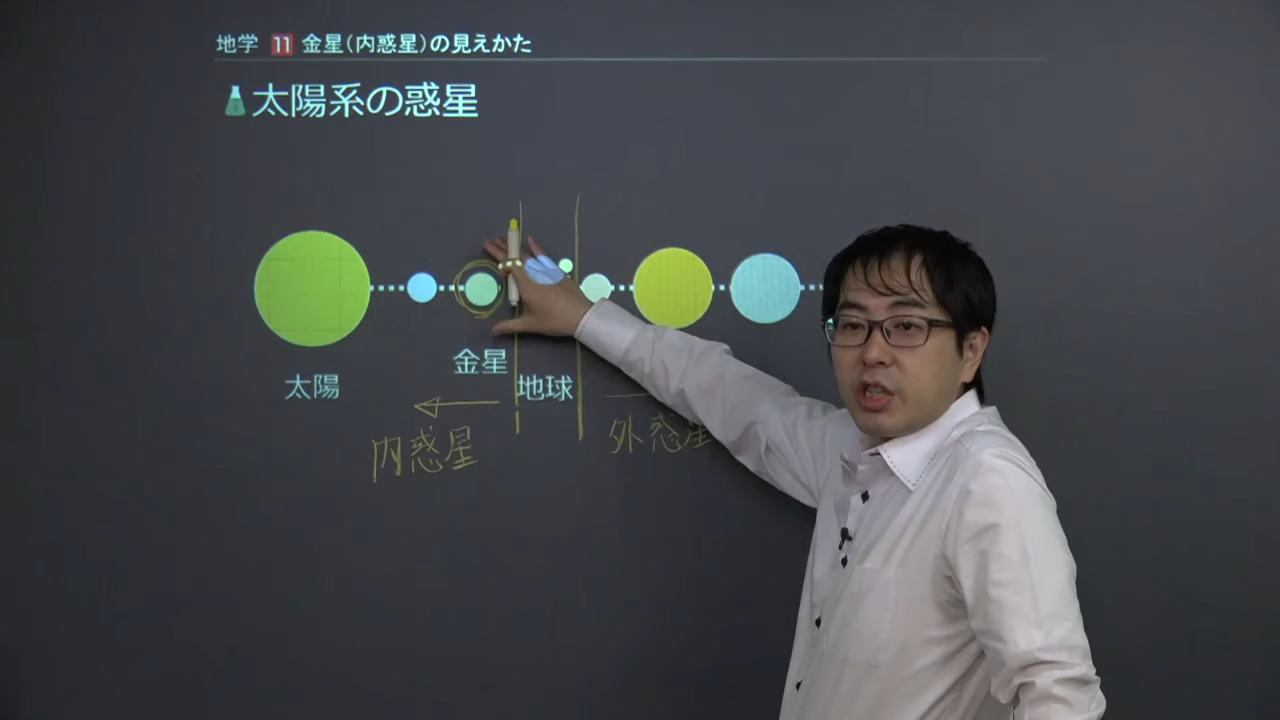 地学 11 金星(内惑星)の見えかた
太陽系の惑星
金星
太陽
地球
内惑星
外惑星